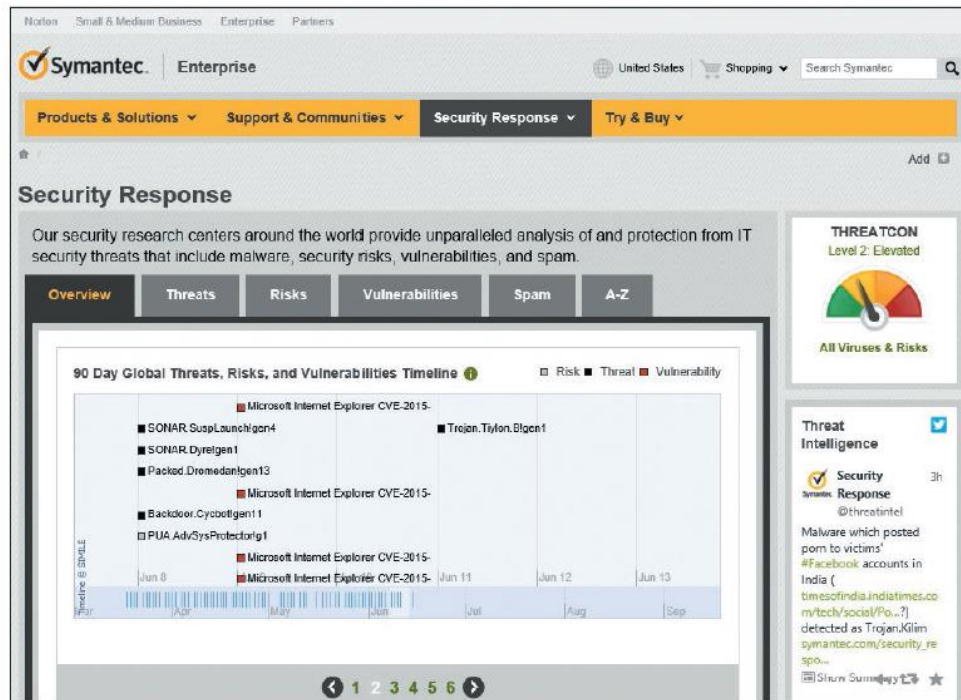 Norton Small & Medium Business Enterprise Partners
Symantec. Enterprise
United States Shopping Search Symantec
Products & Solutions Support & Communities Security Response Try & Buy
Add
Security Response
Our security research centers around the world provide unparalleled analysis of and protection from IT
security threats that include malware, security risks, vulnerabilities, and spam.
Overview Threats Risks Vulnerabilities Spam A-Z
90 Day Global Threats, Risks, and Vulnerabilities Timeline
Risk Threat Vulnerability
Microsoft Internet Explorer CVE-2015-
SONAR.SuspLaunch!gen4 Trojan.Tiylon.B!gen1
SONAR.Dyre!gen1
Packed.Dromedan!gen13
Microsoft Internet Explorer CVE-2015-
Backdoor.Cycbot!gen11
PUA.AdvSysProtector!g1
Microsoft Internet Explorer CVE-2015-
Microsoft Internet Explorer CVE-2015-
Jun 8 Jun 11 Jun 12 Jun 13
Timeline © SIMILE
Apr May Jun Jul Aug Sep
1 2 3 4 5 6
THREATCON
Level 2: Elevated
All Viruses & Risks
Threat
Intelligence
Security 3h
Symantec. Response
@threatintel
Malware which posted
porn to victims'
#Facebook accounts in
India (
timesofindia.indiatimes.co
m/tech/social/Po...?)
detected as Trojan.Kilim
symantec.com/security_re
spo...
Show Summary